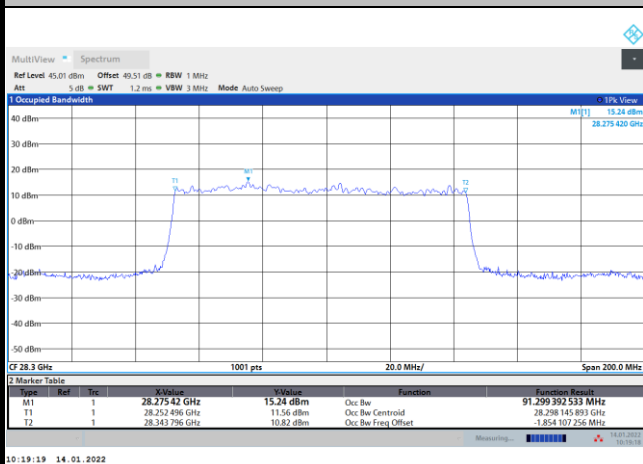 MultiView Spectrum
Ref Level 45.01 dBm Offset 49.51 dB RBW 1 MHz
Att 5 dB SWT 1.2 ms VBW 3 MHz Mode Auto Sweep
1 Occupied Bandwidth 1Pk View
M1[1] 15.24 dBm
28.275 420 GHz
40 dBm
30 dBm
20 dBm
T1 M1 T2
10 dBm
0 dBm
-10 dBm
-20 dBm
-30 dBm
-40 dBm
-50 dBm
CF 28.3 GHz 1001 pts 20.0 MHz/ Span 200.0 MHz
2 Marker Table
Type Ref Trc X-Value Y-Value Function Function Result
M1 1 28.27542 GHz 15.24 dBm Occ Bw 91.299 392 533 MHz
T1 1 28.252 496 GHz 11.56 dBm Occ Bw Centroid 28.298 145 893 GHz
T2 1 28.343 796 GHz 10.82 dBm Occ Bw Freq Offset -1.854 107 256 MHz
Measuring... 14.01.2022
10:19:18
10:19:19 14.01.2022